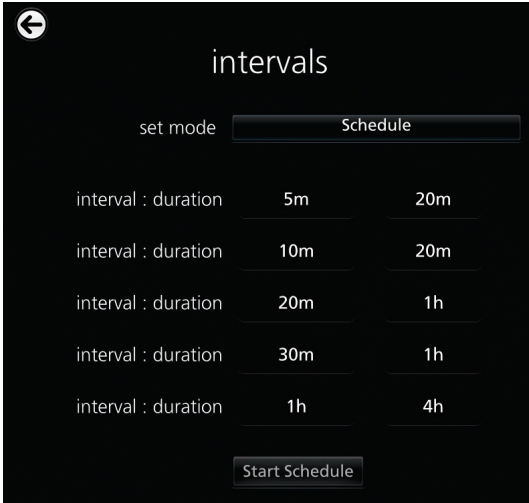 intervals
set mode Schedule
interval : duration 5m 20m
interval : duration 10m 20m
interval : duration 20m 1h
interval : duration 30m 1h
interval : duration 1h 4h
Start Schedule